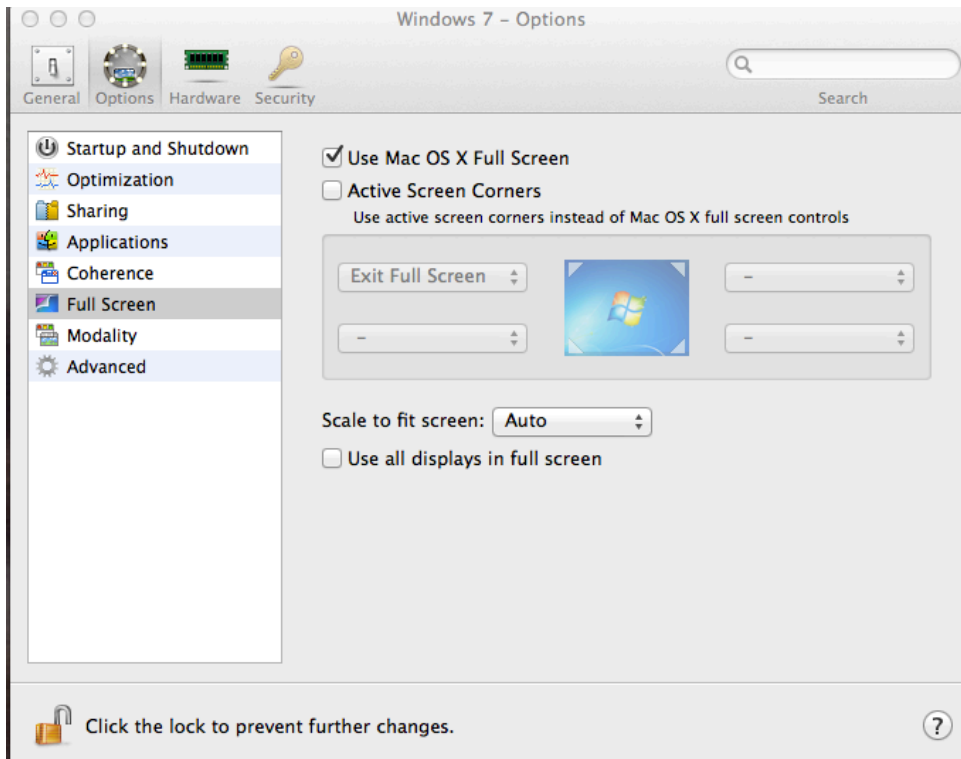 Windows 7 – Options
General Options Hardware Security Search
Startup and Shutdown
Optimization
Sharing
Applications
Coherence
Full Screen
Modality
Advanced
Use Mac OS X Full Screen
Active Screen Corners
Use active screen corners instead of Mac OS X full screen controls
Exit Full Screen –
– –
Scale to fit screen: Auto
Use all displays in full screen
Click the lock to prevent further changes. ?